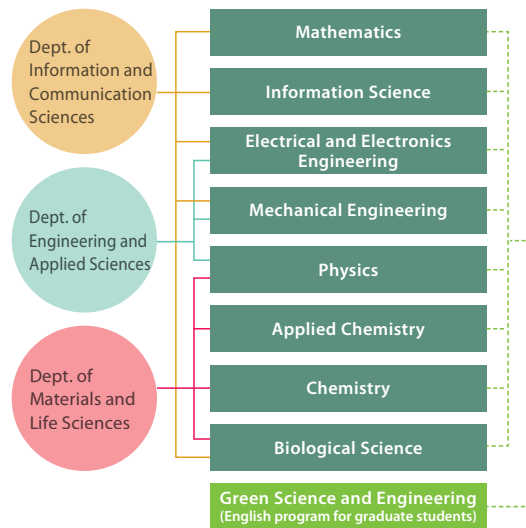 Dept. of
Information and
Communication
Sciences
Dept. of
Engineering and
Applied Sciences
Dept. of
Materials and
Life Sciences
Mathematics
Information Science
Electrical and Electronics
Engineering
Mechanical Engineering
Physics
Applied Chemistry
Chemistry
Biological Science
Green Science and Engineering
(English program for graduate students)